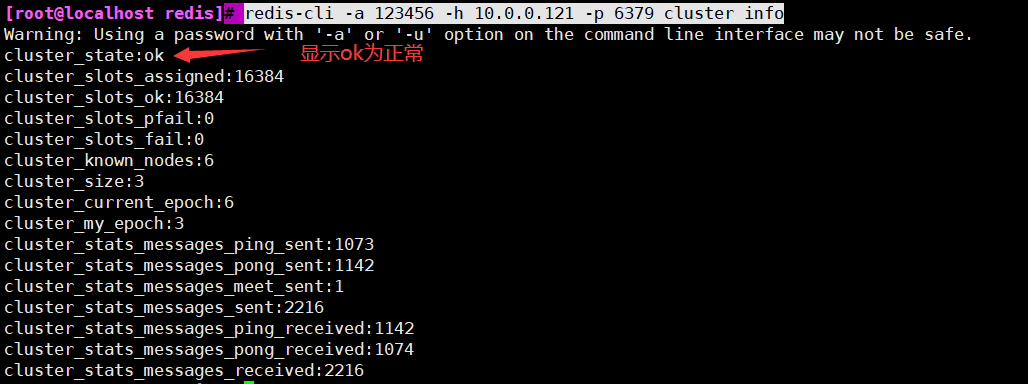 [root@localhost redis]# redis-cli -a 123456 -h 10.0.0.121 -p 6379 cluster info
Warning: Using a password with '-a' or '-u' option on the command line interface may not be safe.
cluster_state:ok 显示ok为正常
cluster_slots_assigned:16384
cluster_slots_ok:16384
cluster_slots_pfail:0
cluster_slots_fail:0
cluster_known_nodes:6
cluster_size:3
cluster_current_epoch:6
cluster_my_epoch:3
cluster_stats_messages_ping_sent:1073
cluster_stats_messages_pong_sent:1142
cluster_stats_messages_meet_sent:1
cluster_stats_messages_sent:2216
cluster_stats_messages_ping_received:1142
cluster_stats_messages_pong_received:1074
cluster_stats_messages_received:2216